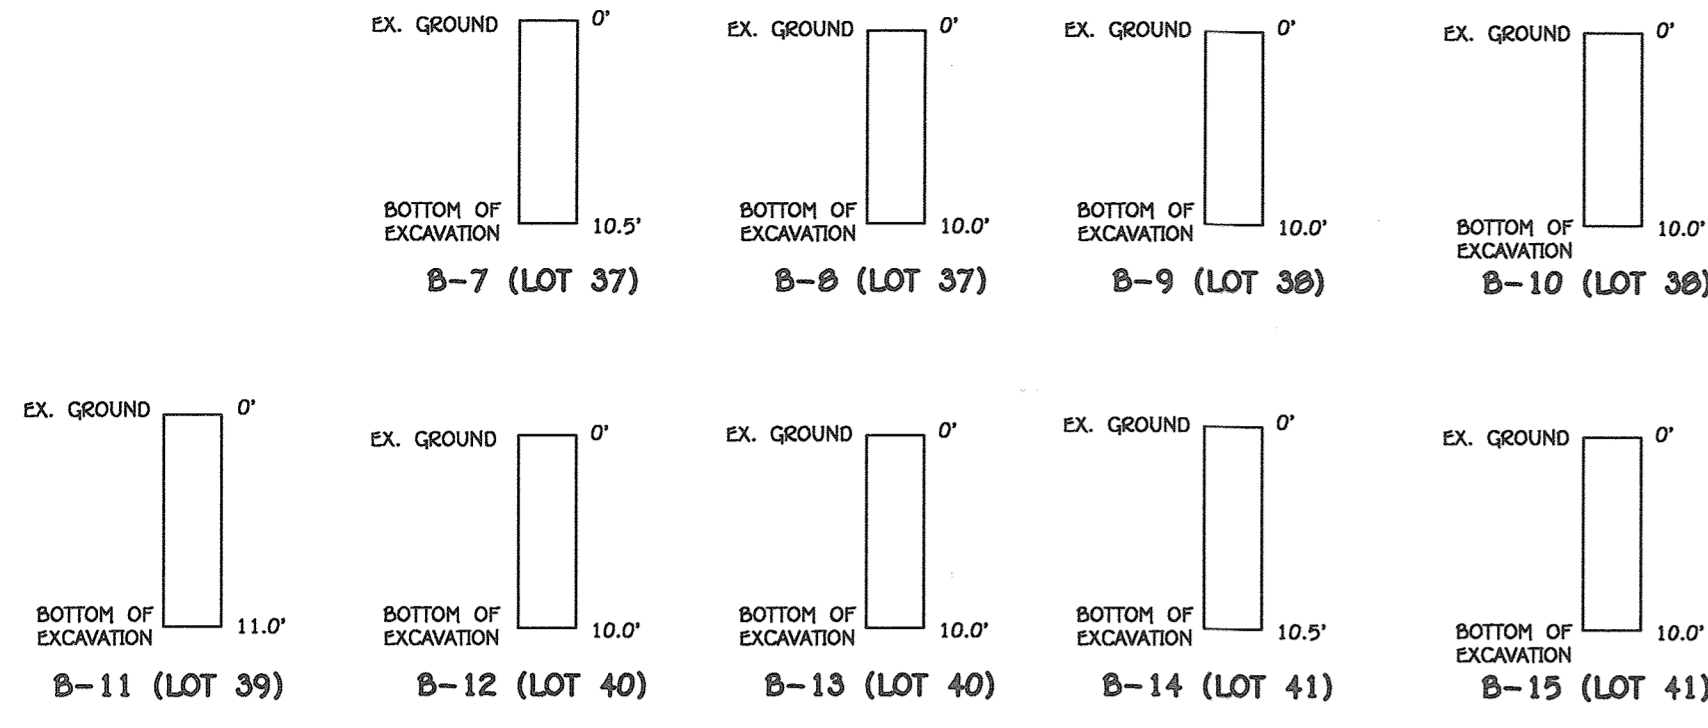 EX. GROUND 0'
BOTTOM OF
EXCAVATION 10.5'
B-7 (LOT 37)
EX. GROUND 0'
BOTTOM OF
EXCAVATION 10.0'
B-8 (LOT 37)
EX. GROUND 0'
BOTTOM OF
EXCAVATION 10.0'
B-9 (LOT 38)
EX. GROUND 0'
BOTTOM OF
EXCAVATION 10.0'
B-10 (LOT 38)
EX. GROUND 0'
BOTTOM OF
EXCAVATION 11.0'
B-11 (LOT 39)
EX. GROUND 0'
BOTTOM OF
EXCAVATION 10.0'
B-12 (LOT 40)
EX. GROUND 0'
BOTTOM OF
EXCAVATION 10.0'
B-13 (LOT 40)
EX. GROUND 0'
BOTTOM OF
EXCAVATION 10.5'
B-14 (LOT 41)
EX. GROUND 0'
BOTTOM OF
EXCAVATION 10.0'
B-15 (LOT 41)